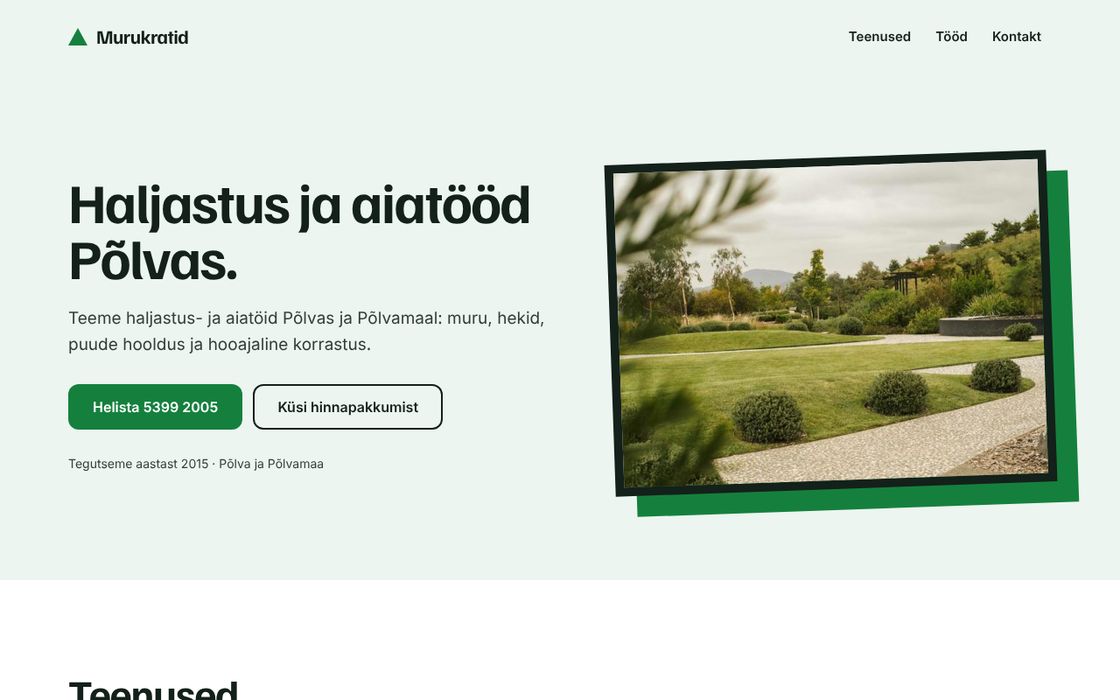 Murukratid
Teenused
Tööd
Kontakt
Haljastus ja aiatööd
Põlvas.
Teeme haljastus- ja aiatöid Põlvas ja Põlvamaal: muru, hekid,
puude hooldus ja hooajaline korrastus.
Helista 5399 2005
Küsi hinnapakkumist
Tegutseme aastast 2015 · Põlva ja Põlvamaa
Teenused